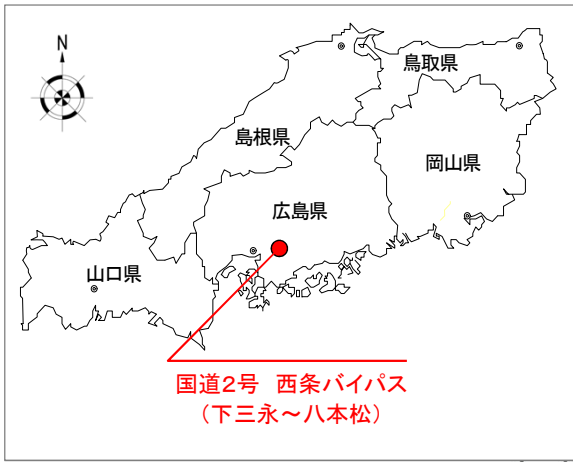 N
鳥取県
島根県
岡山県
広島県
山口県
国道2号 西条バイパス
（下三永～八本松）